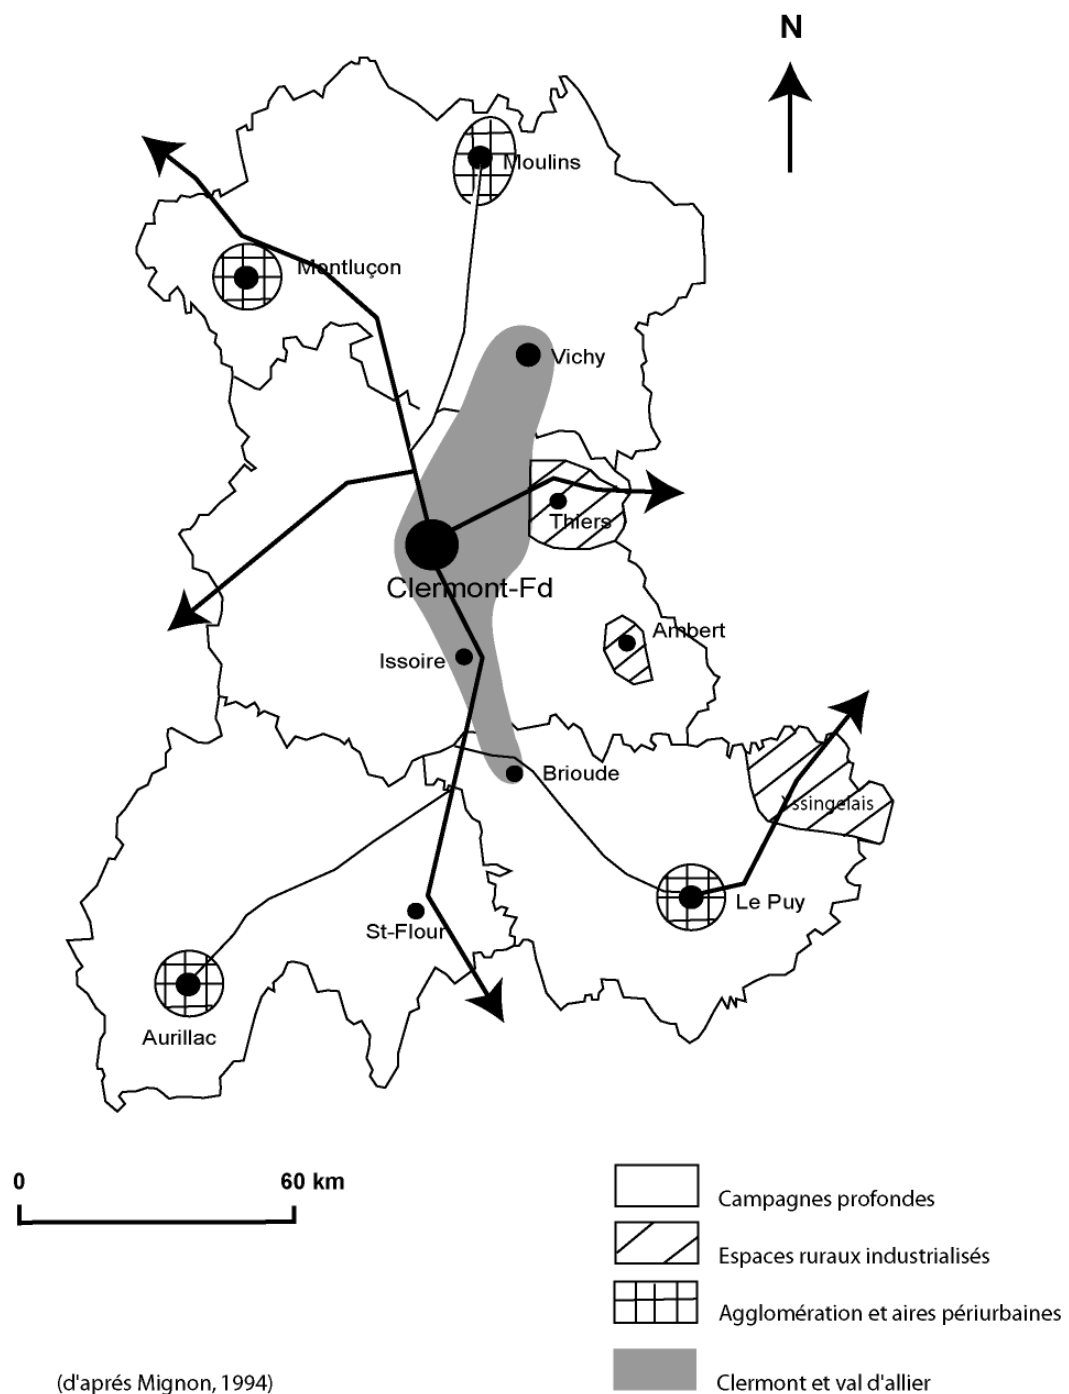 N
Moulins
Montluçon
Vichy
Thiers
Clermont-Fd
Ambert
Issoire
Brioude
Yssingelais
Le Puy
St-Flour
Aurillac
0 60 km
Campagnes profondes
Espaces ruraux industrialisés
Agglomération et aires périurbaines
Clermont et val d'allier
(d'aprés Mignon, 1994)